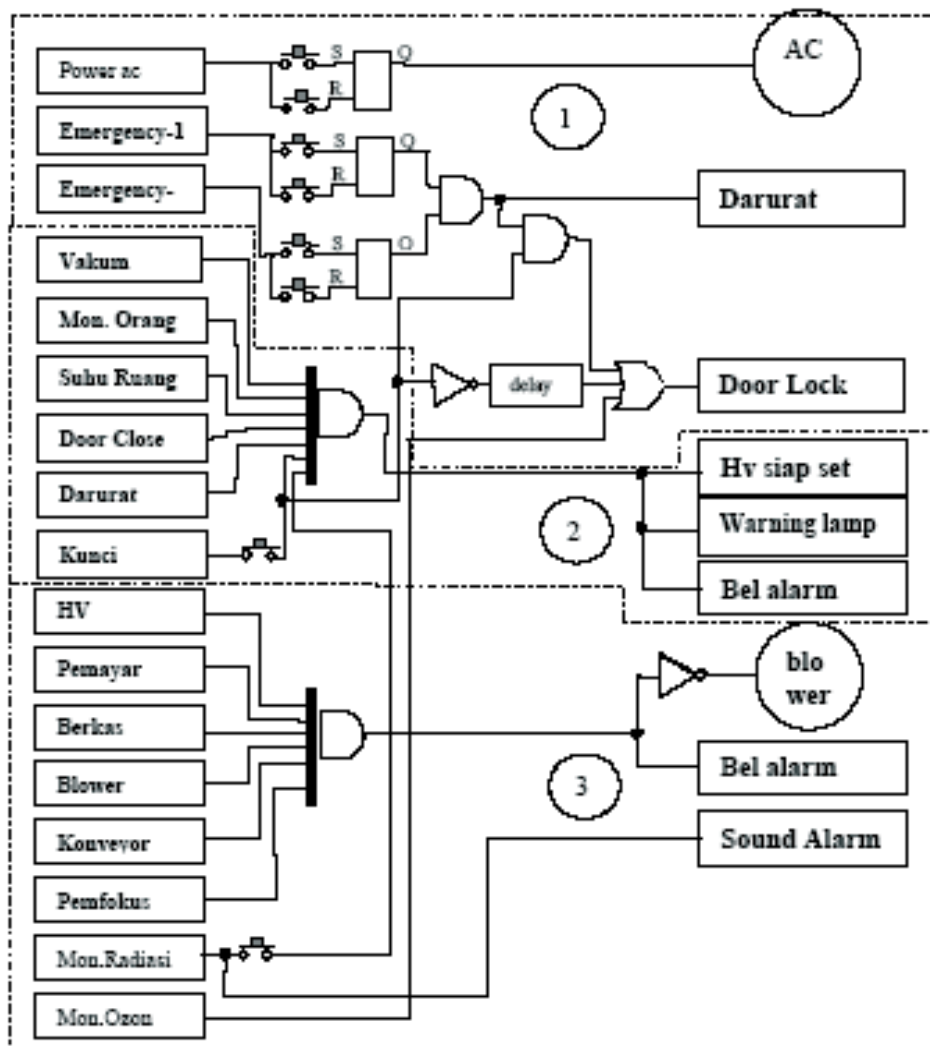 Power ac
S
Q
R
AC
1
Emergency-1
S
Q
R
Emergency-
Darurat
S
Q
R
Vakum
Mon. Orang
Suhu Ruang
delay
Door Lock
Door Close
Darurat
Hv siap set
2
Warning lamp
Kunci
Bel alarm
HV
Pemayar
blo
wer
Berkas
Blower
3
Bel alarm
Konveyor
Sound Alarm
Pemfokus
Mon.Radiasi
Mon.Ozon